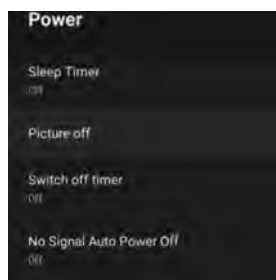 Power
Sleep Timer
Off
Picture off
Switch off timer
Off
No Signal Auto Power Off
Off